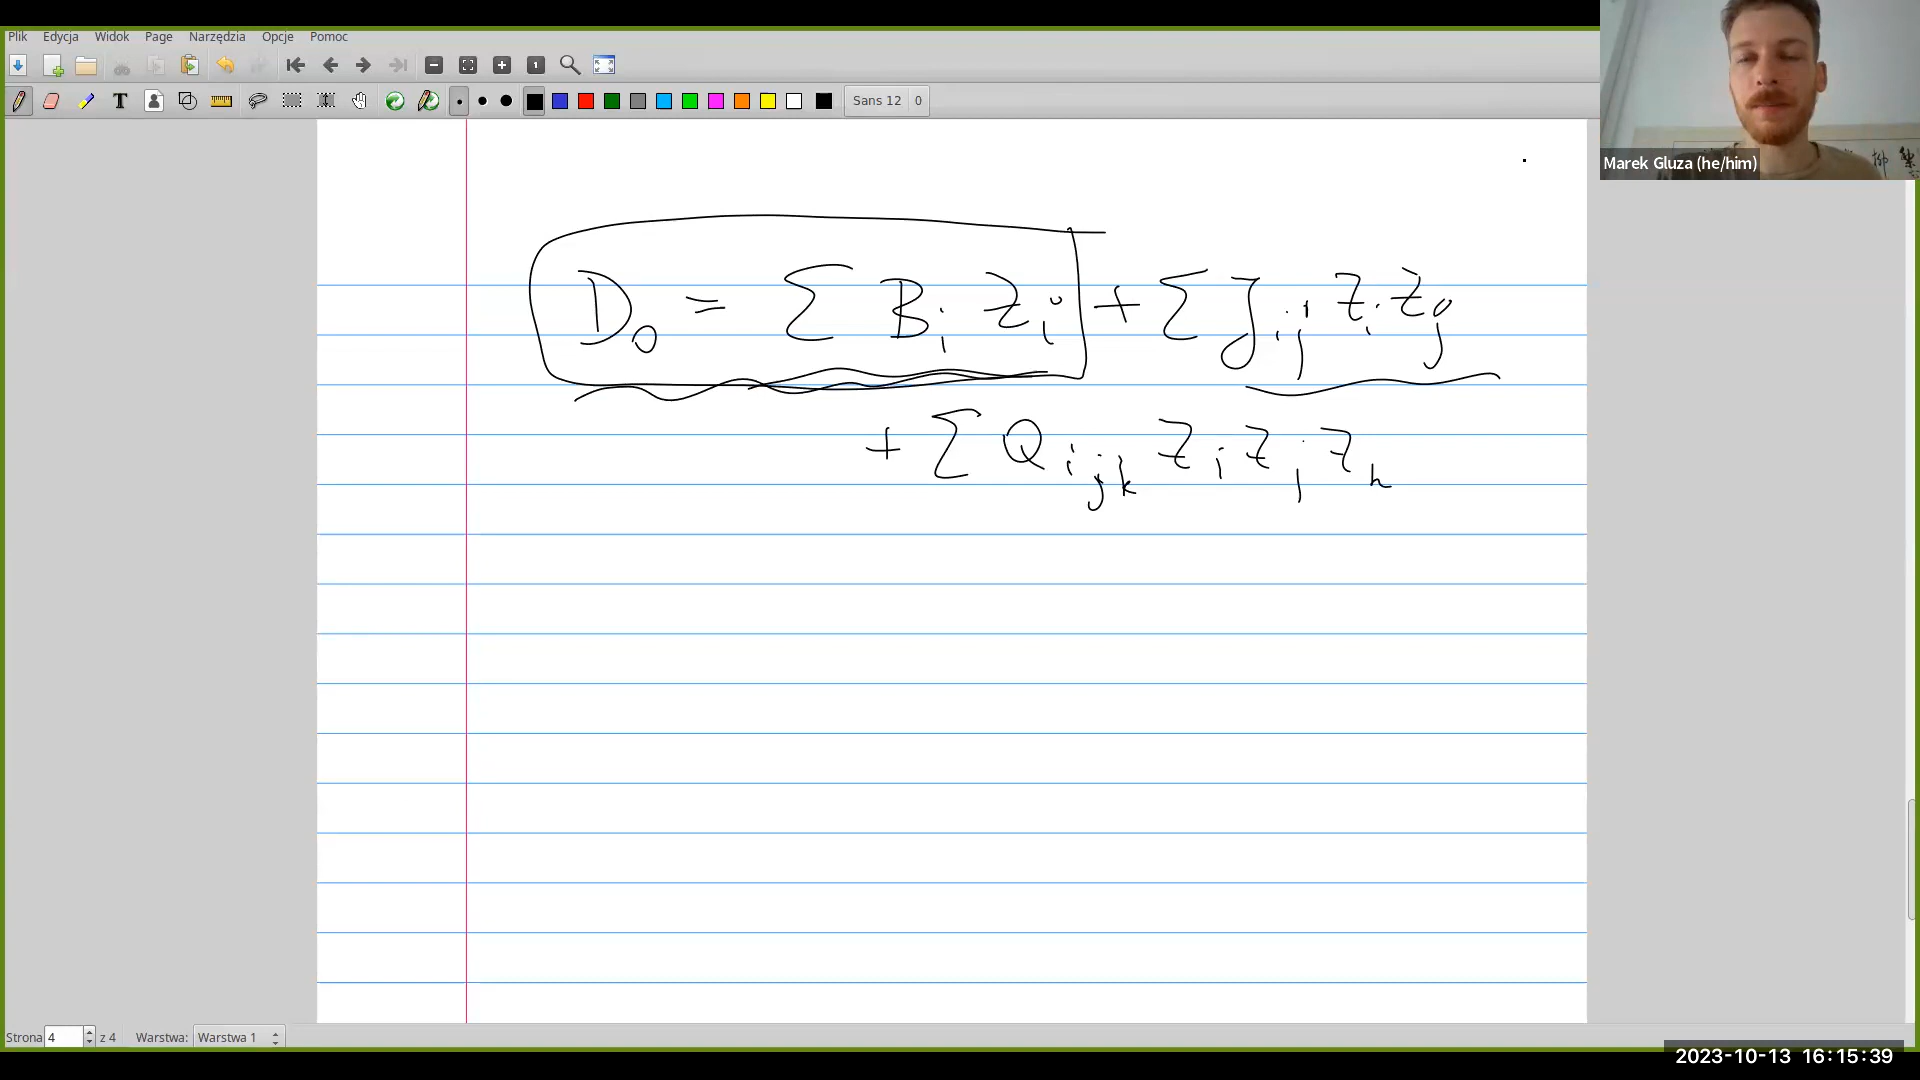 Plik Edycja Widok Page Narzędzia Opcje Pomoc
T Sans 12 0
Marek Gluza (he/him)
D₀ = ∑ Bᵢ Zᵢ + ∑ Jᵢⱼ Zᵢ Zⱼ
+ ∑ Qᵢⱼₖ Zᵢ Zⱼ Zₖ
Strona 4 z 4 Warstwa: Warstwa 1
2023-10-13 16:15:39